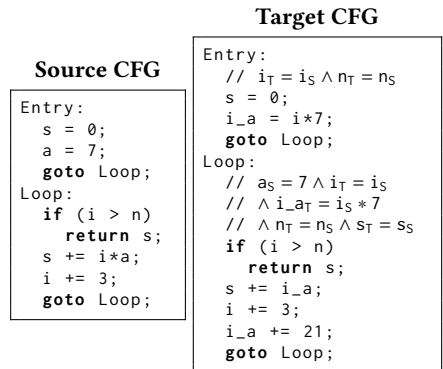 Source CFG
Entry:
s = 0;
a = 7;
goto Loop;
Loop:
if (i > n)
return s;
s += i*a;
i += 3;
goto Loop;
Target CFG
Entry:
// i_T = i_S ∧ n_T = n_S
s = 0;
i_a = i*7;
goto Loop;
Loop:
// a_S = 7 ∧ i_T = i_S
// ∧ i_a_T = i_S * 7
// ∧ n_T = n_S ∧ s_T = s_S
if (i > n)
return s;
s += i_a;
i += 3;
i_a += 21;
goto Loop;